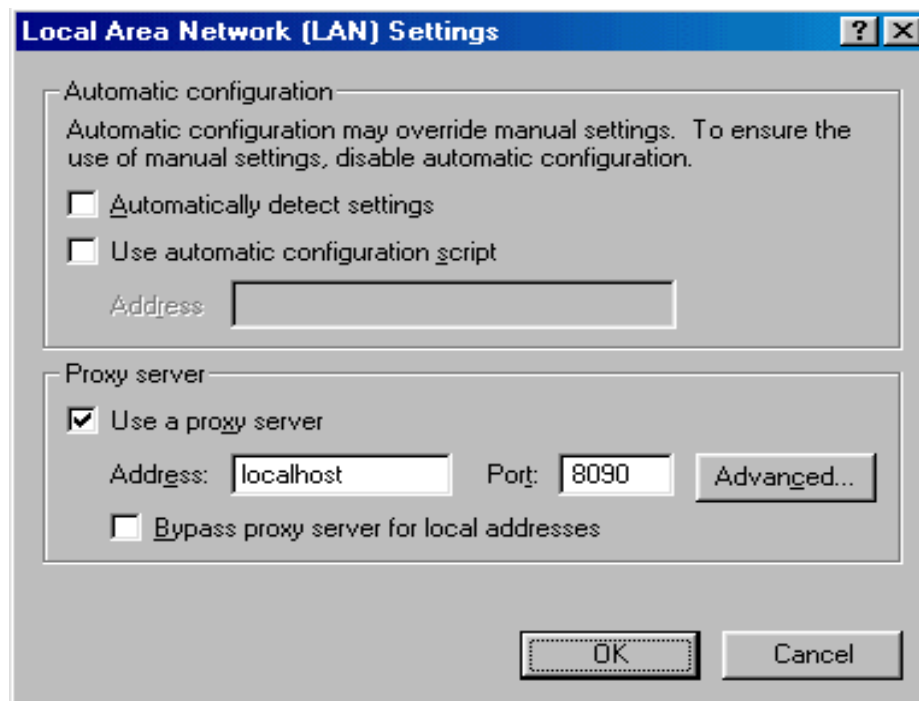 Local Area Network (LAN) Settings
Automatic configuration
Automatic configuration may override manual settings. To ensure the
use of manual settings, disable automatic configuration.
Automatically detect settings
Use automatic configuration script
Address
Proxy server
Use a proxy server
Address: localhost Port: 8090 Advanced...
Bypass proxy server for local addresses
OK Cancel